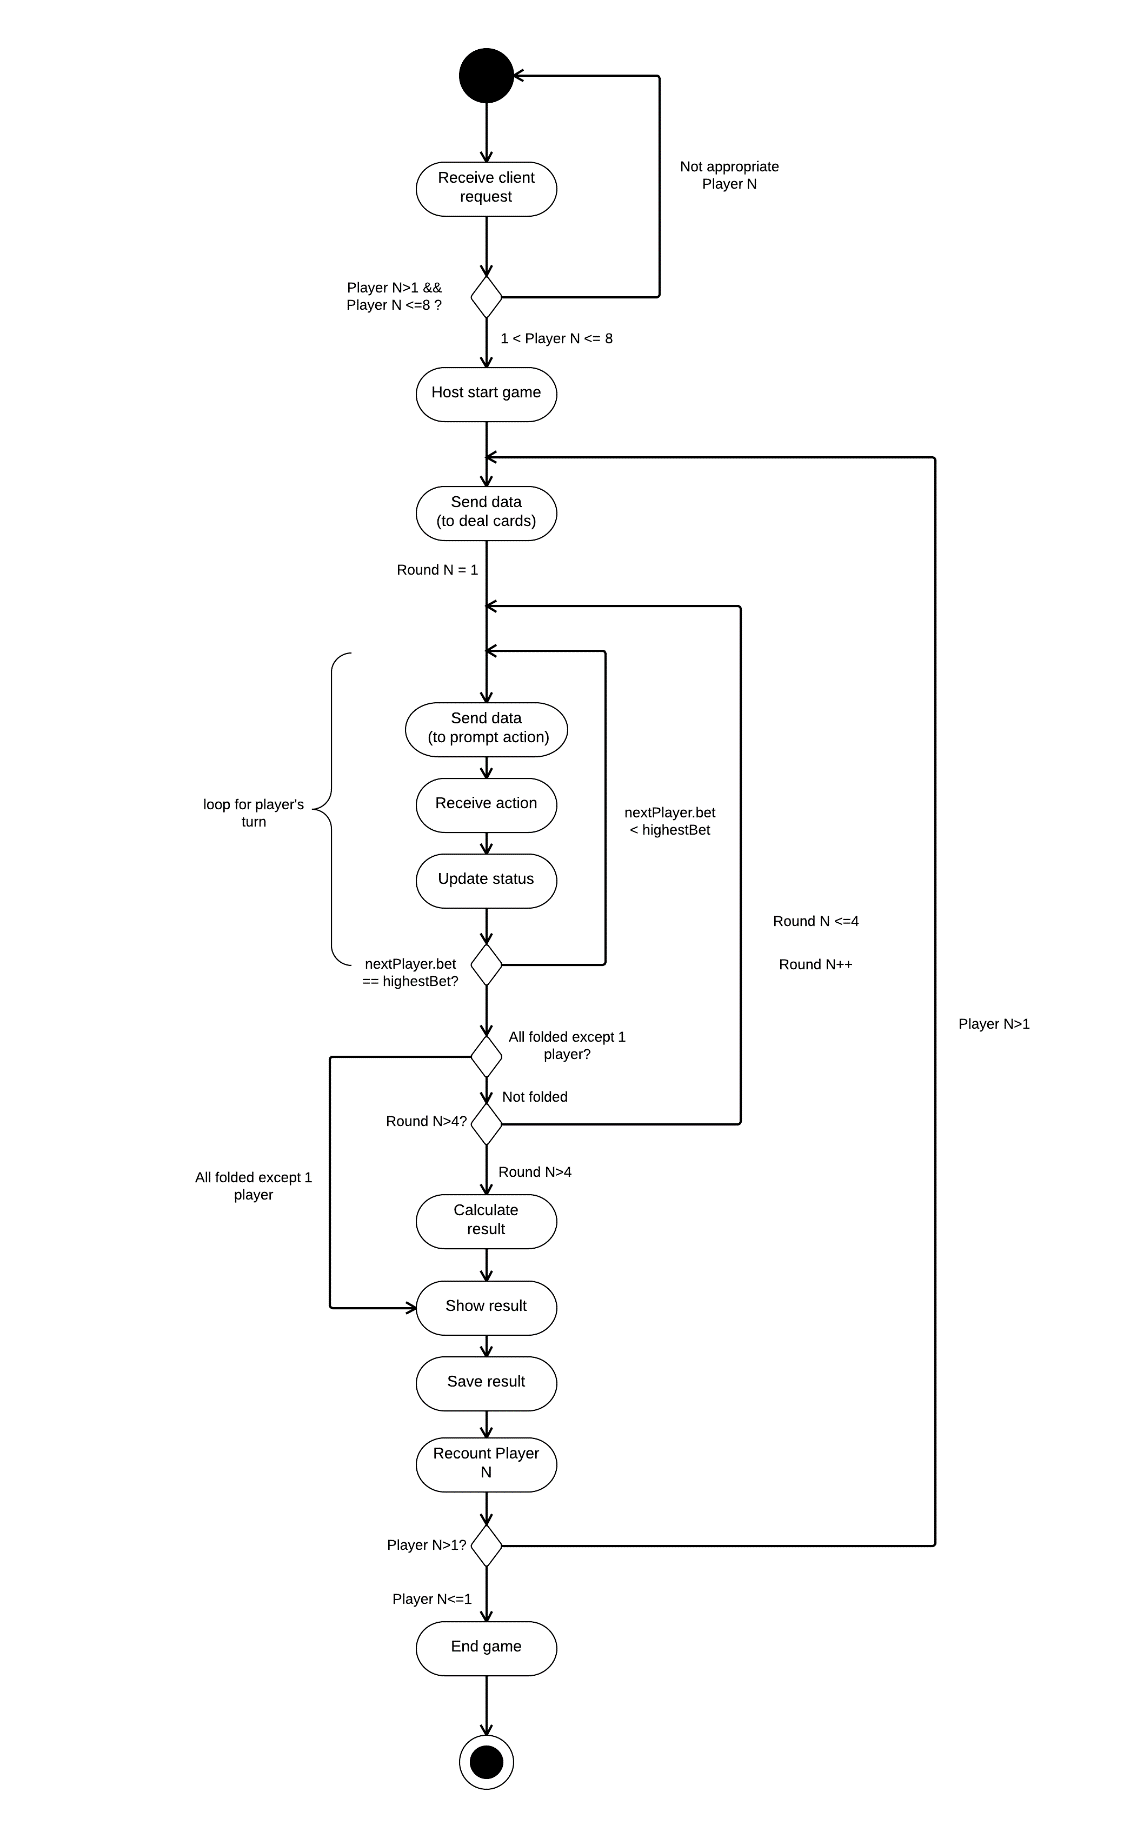 Not appropriate
Player N
Receive client
request
Player N>1 &&
Player N <=8 ?
1 < Player N <= 8
Host start game
Send data
(to deal cards)
Round N = 1
Send data
(to prompt action)
loop for player's
turn
Receive action
nextPlayer.bet
< highestBet
Update status
Round N <=4
Round N++
nextPlayer.bet
== highestBet?
Player N>1
All folded except 1
player?
Not folded
Round N>4?
Round N>4
All folded except 1
player
Calculate
result
Show result
Save result
Recount Player
N
Player N>1?
Player N<=1
End game